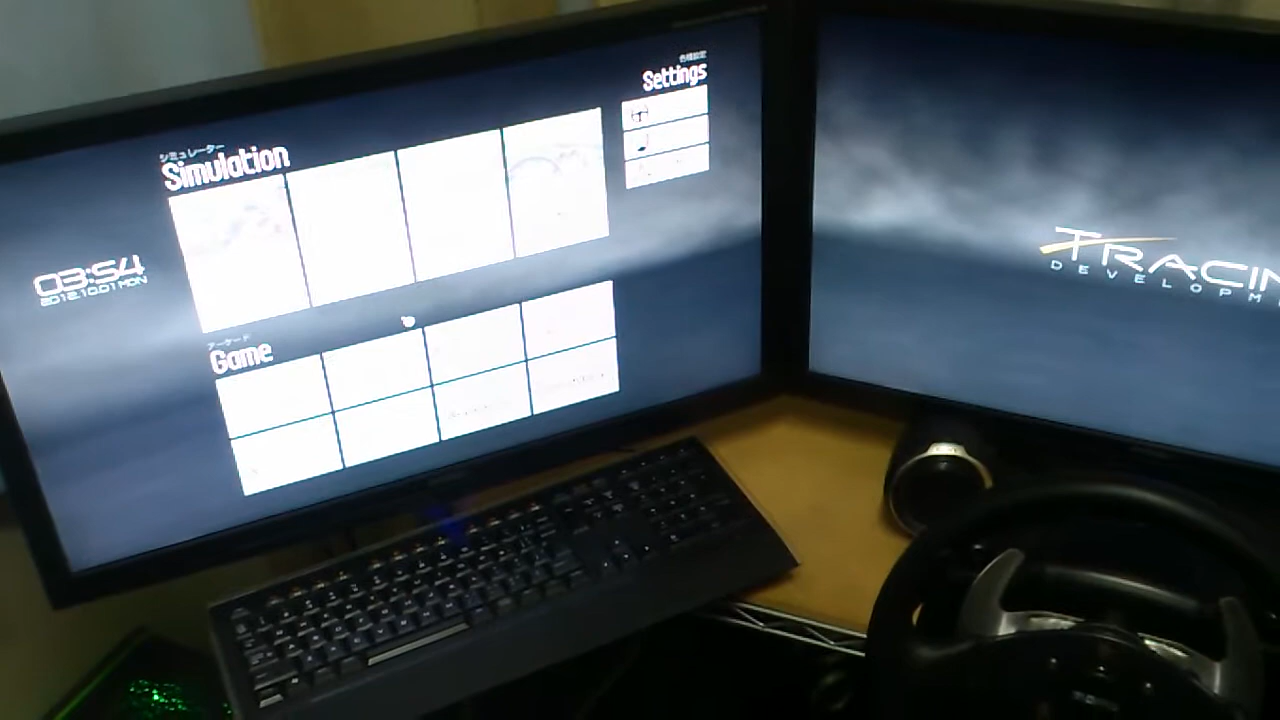 各種設定
Settings
シミュレーター
Simulation
03:54
2012.10.01 MON
アーケード
Game
TRACIN
DEVELOPM